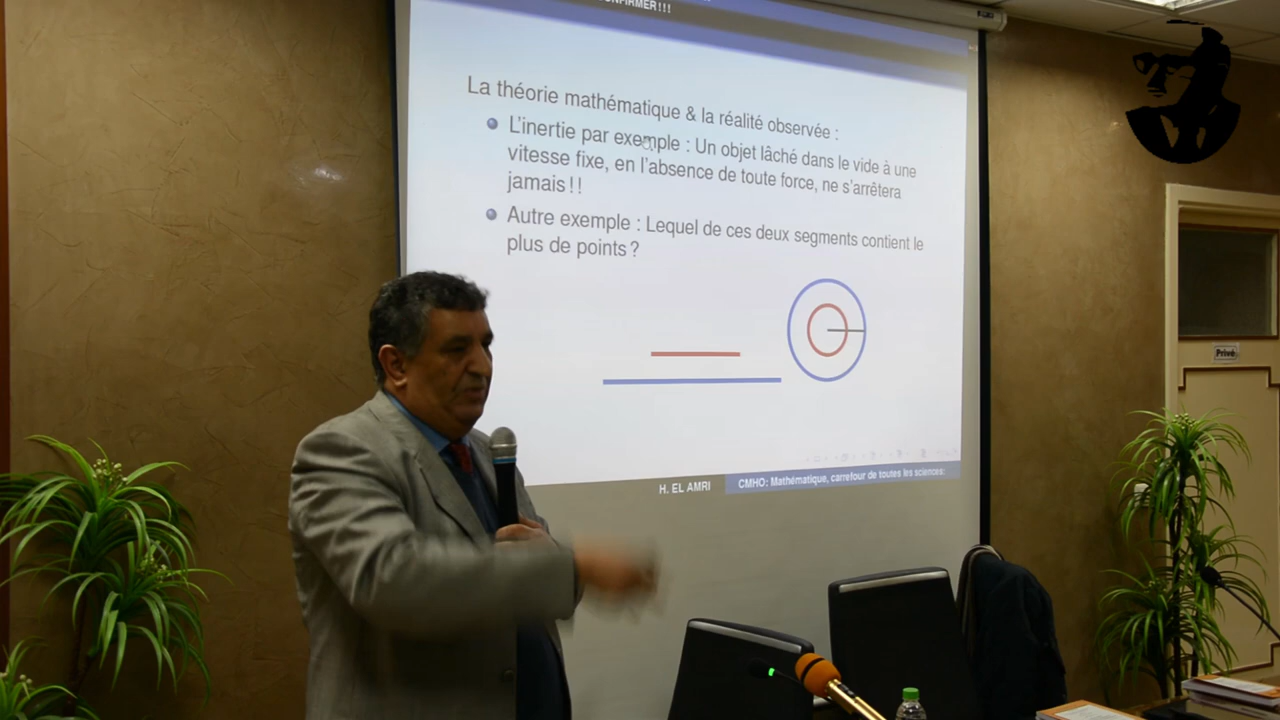 La théorie mathématique & la réalité observée :
L'inertie par exemple : Un objet lâché dans le vide à une
vitesse fixe, en l'absence de toute force, ne s'arrêtera
jamais !!
Autre exemple : Lequel de ces deux segments contient le
plus de points ?
H. EL AMRI
CMHO: Mathématique, carrefour de toutes les sciences:
Privé